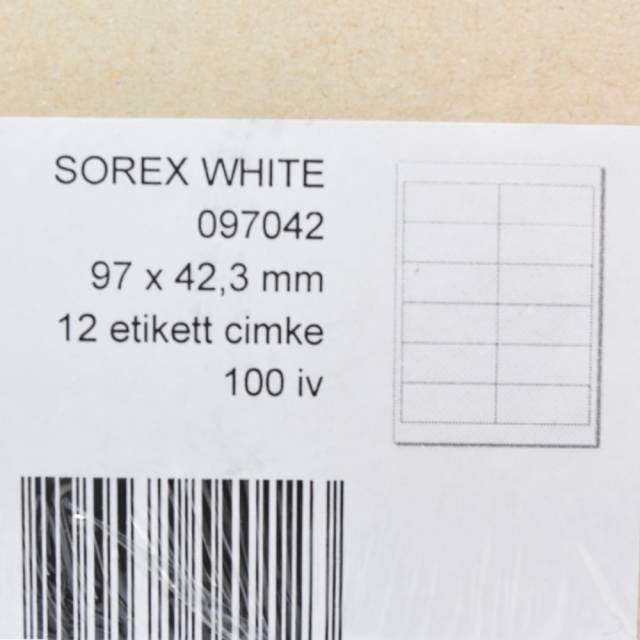 SOREX WHITE
097042
97 x 42,3 mm
12 etikett cimke
100 iv